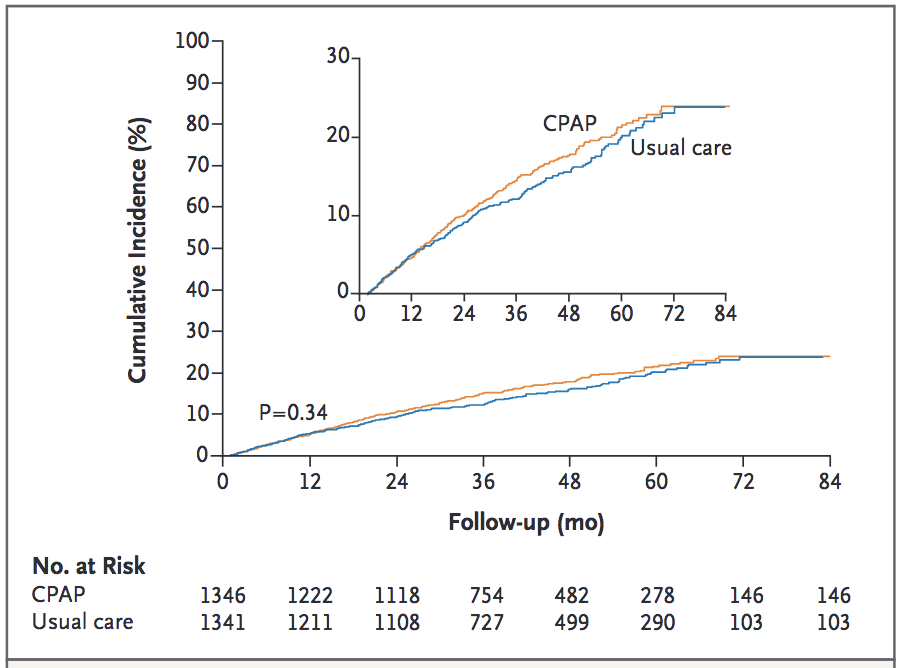 100
90
80
70
60
50
40
30
20
10
0
Cumulative Incidence (%)
30
20
10
0
CPAP
Usual care
0 12 24 36 48 60 72 84
P=0.34
0 12 24 36 48 60 72 84
Follow-up (mo)
No. at Risk
CPAP 1346 1222 1118 754 482 278 146 146
Usual care 1341 1211 1108 727 499 290 103 103